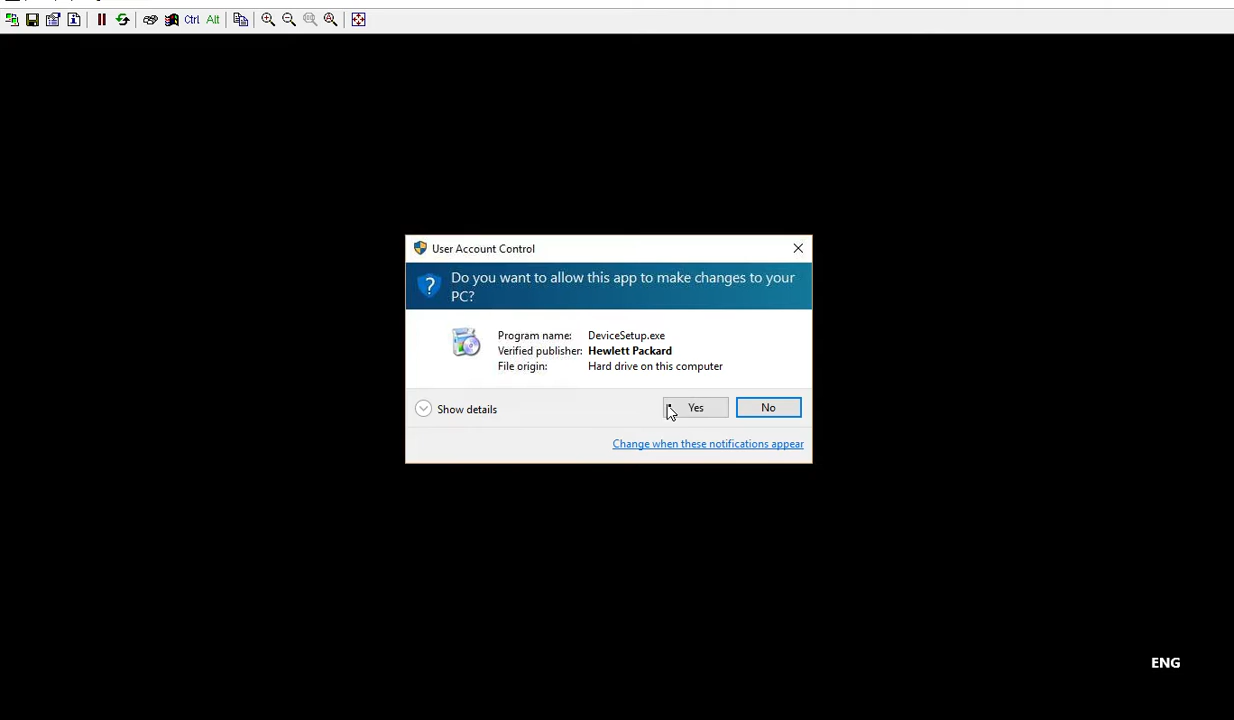 Ctrl Alt
User Account Control
Do you want to allow this app to make changes to your
PC?
Program name: DeviceSetup.exe
Verified publisher: Hewlett Packard
File origin: Hard drive on this computer
Show details
Yes
No
Change when these notifications appear
ENG